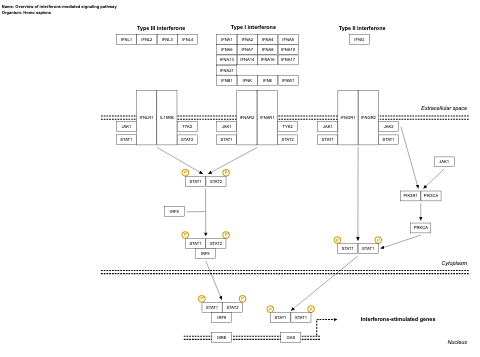 Name: Overview of interferons-mediated signaling pathway
Organism: Homo sapiens
Type III interferons
Type I interferons
Type II interferons
IFNL1 IFNL2 IFNL3 IFNL4
IFNA1 IFNA2 IFNA4 IFNA5
IFNG
IFNA6 IFNA7 IFNA8 IFNA10
IFNA13 IFNA14 IFNA16 IFNA17
IFNA21
IFNB1 IFNK IFNE IFNW1
Extracellular space
IFNLR1 IL10RB
IFNAR2 IFNAR1
IFNGR1 IFNGR2
JAK1 TYK2 JAK1 TYK2 JAK1 JAK2
STAT1 STAT2 STAT1 STAT2 STAT1 STAT1
JAK1
P P
STAT1 STAT2
PIK3R1 PIK3CA
IRF9
PRKCA
P P
STAT1 STAT2
IRF9
P P
STAT1 STAT1
Cytoplasm
P P
STAT1 STAT2
IRF9
P P
STAT1 STAT1
Interferons-stimulated genes
ISRE GAS
Nucleus